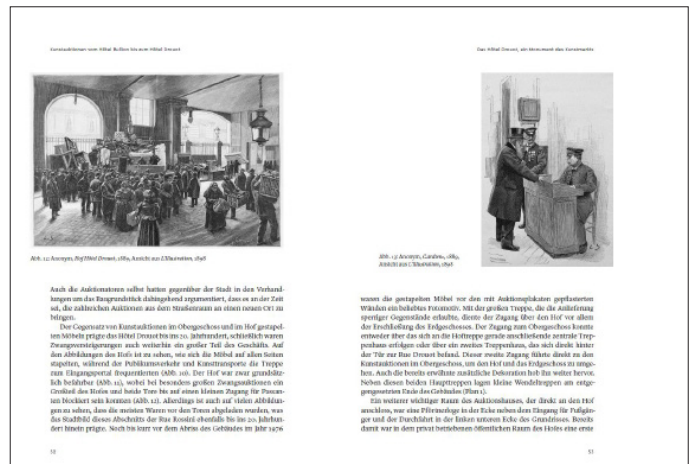 Kunstauktionen vom Hôtel Bullion bis zum Hôtel Drouot
Abb. 12: Anonym, Hof Hôtel Drouot, 1889, Ansicht aus L'Illustration, 1898
Auch die Auktionatoren selbst hatten gegenüber der Stadt in den Verhand-
lungen um das Baugrundstück dahingehend argumentiert, dass es an der Zeit
sei, die zahlreichen Auktionen aus dem Straßenraum an einen neuen Ort zu
bringen.
Der Gegensatz von Kunstauktionen im Obergeschoss und im Hof gestapel-
ten Möbeln prägte das Hôtel Drouot bis ins 20. Jahrhundert, schließlich waren
Zwangsversteigerungen auch weiterhin ein großer Teil des Geschäfts. Auf
den Abbildungen des Hofs ist zu sehen, wie sich die Möbel auf allen Seiten
stapelten, während der Publikumsverkehr und Kunsttransporte die Treppe
zum Eingangsportal frequentierten (Abb. 10). Der Hof war zwar grundsätz-
lich befahrbar (Abb. 11), wobei bei besonders großen Zwangsauktionen ein
Großteil des Hofes und beide Tore bis auf einen kleinen Zugang für Passan-
ten blockiert sein konnten (Abb. 12). Allerdings ist auch auf vielen Abbildun-
gen zu sehen, dass die meisten Waren vor den Toren abgeladen wurden, was
das Stadtbild dieses Abschnitts der Rue Rossini ebenfalls bis ins 20. Jahrhun-
dert hinein prägte. Noch bis kurz vor dem Abriss des Gebäudes im Jahr 1976
Das Hôtel Drouot, ein Monument des Kunstmarkts
Abb. 13: Anonym, 1889,
Ansicht aus L'Illustration, 1898
waren die gestapelten Möbel vor den mit Auktionsplakaten gepflasterten
Wänden ein beliebtes Fotomotiv. Mit der großen Treppe, die die Anlieferung
sperriger Gegenstände erlaubte, diente der Zugang über den Hof vor allem
der Erschließung des Erdgeschosses. Der Zugang zum Obergeschoss konnte
entweder über das sich an die Hoftreppe gerade anschließende zentrale Trep-
penhaus erfolgen oder über ein zweites Treppenhaus, das sich direkt hinter
der Tür zur Rue Drouot befand. Dieser zweite Zugang führte direkt zu den
Kunstauktionen im Obergeschoss, um den Hof und das Erdgeschoss zu umge-
hen. Auch die bereits erwähnte zusätzliche Dekoration hob ihn weiter hervor.
Neben diesen beiden Haupttreppen lagen kleine Wendeltreppen am entge-
gengesetzten Ende des Gebäudes (Plan 1).
Ein weiterer wichtiger Raum des Auktionshauses, der direkt an den Hof
anschloss, war eine Pförtnerloge in der Ecke neben dem Eingang für Fußgän-
ger und der Durchfahrt in der linken unteren Ecke des Grundrisses. Bereits
damit war in dem privat betriebenen öffentlichen Raum des Hofes eine erste